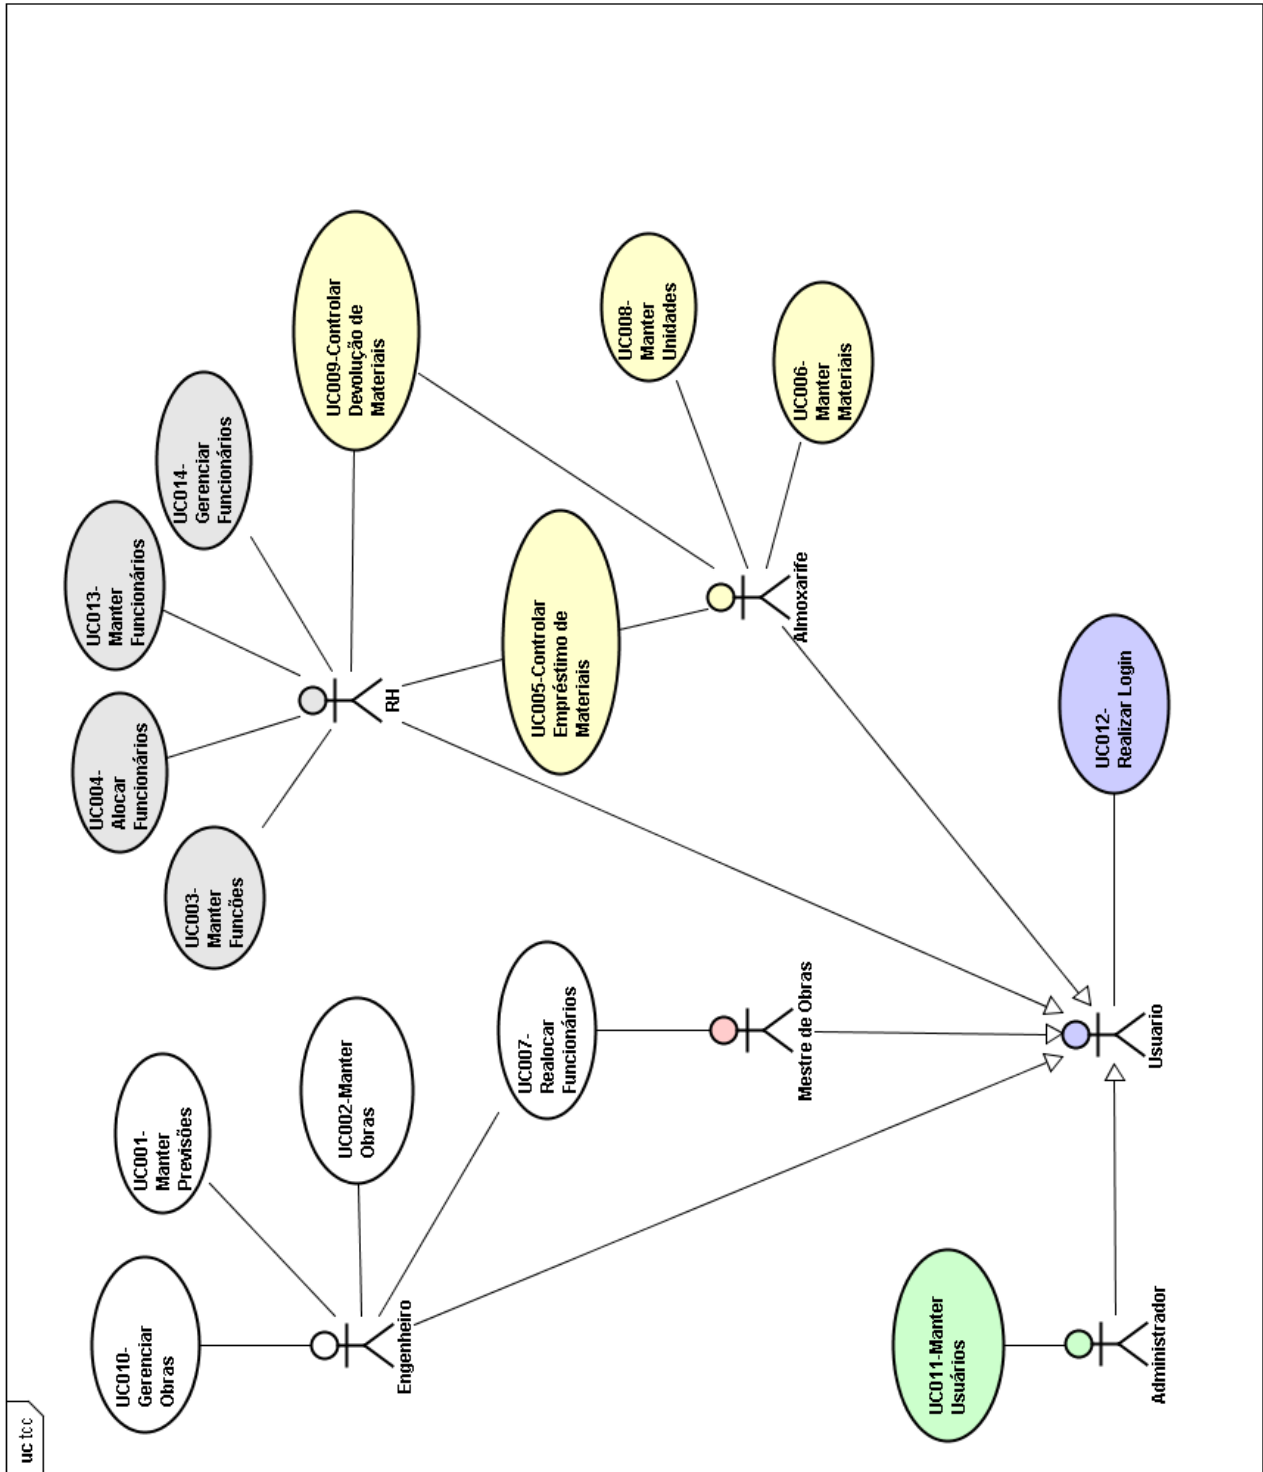 uc tcc
UC010-
Gerenciar
Obras
UC001-
Manter
Previsões
UC002-Manter
Obras
Engenheiro
UC007-
Realocar
Funcionários
Mestre de Obras
UC003-
Manter
Funcões
UC004-
Alocar
Funcionários
UC013-
Manter
Funcionários
UC014-
Gerenciar
Funcionários
RH
UC009-Controlar
Devolução de
Materiais
UC005-Controlar
Empréstimo de
Materiais
UC008-
Manter
Unidades
UC006-
Manter
Materiais
Almoxarife
UC011-Manter
Usuários
Administrador
Usuario
UC012-
Realizar Login